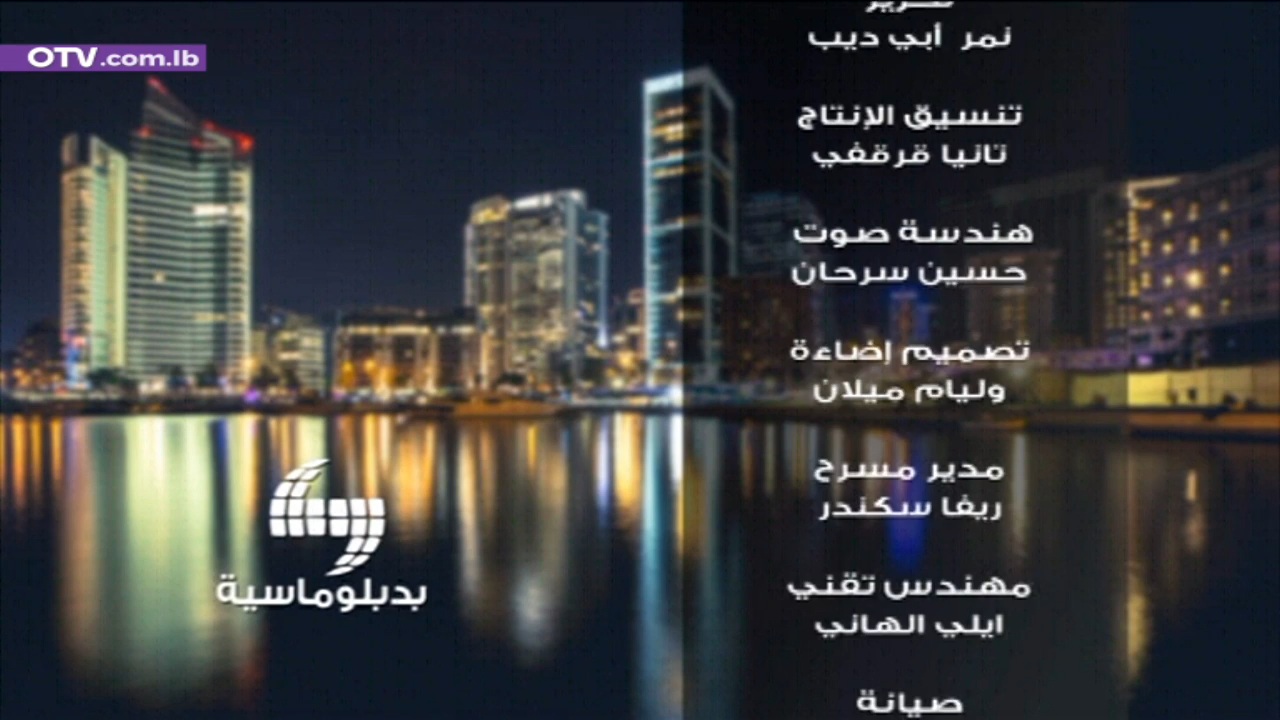 OTV.com.lb
نمر أبي ديب
تنسيق الإنتاج
تانيا قرقفي
هندسة صوت
حسين سرحان
تصميم إضاءة
وليام ميلان
مدير مسرح
ريفا سكندر
مهندس تقني
ايلي الهاني
صيانة
بدبلوماسية